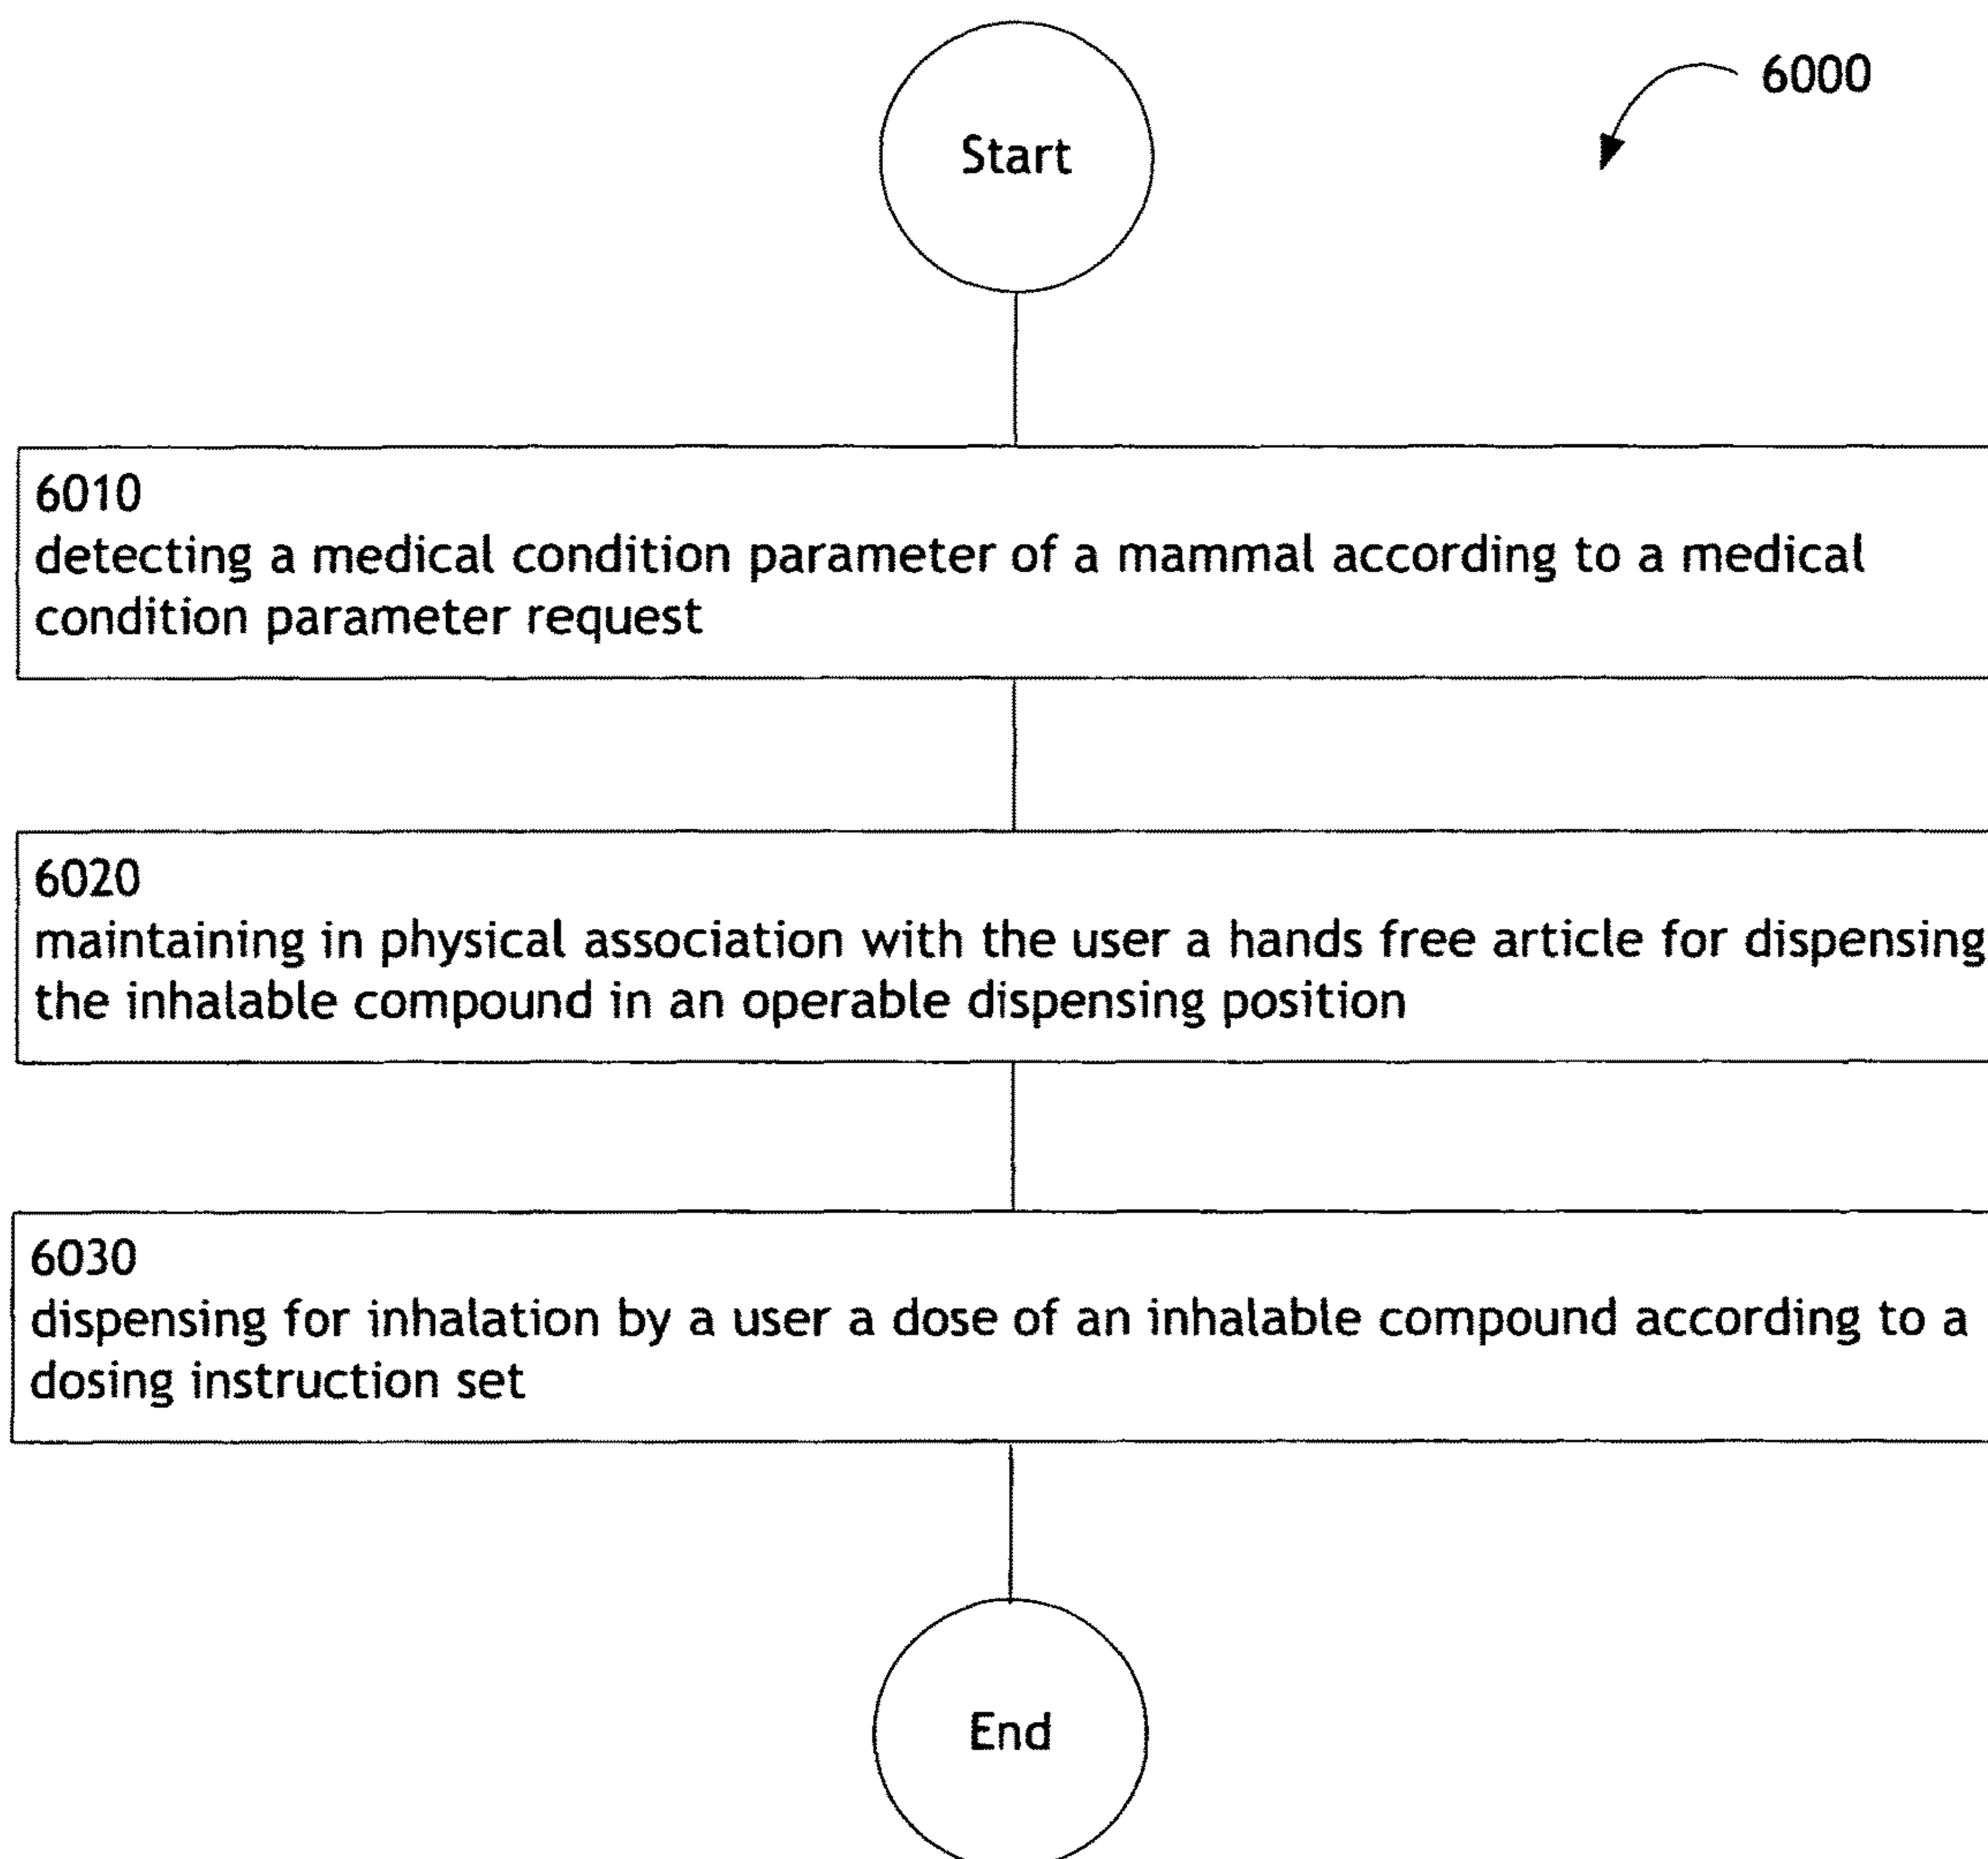 6000
Start
6010
detecting a medical condition parameter of a mammal according to a medical
condition parameter request
6020
maintaining in physical association with the user a hands free article for dispensing
the inhalable compound in an operable dispensing position
6030
dispensing for inhalation by a user a dose of an inhalable compound according to a
dosing instruction set
End